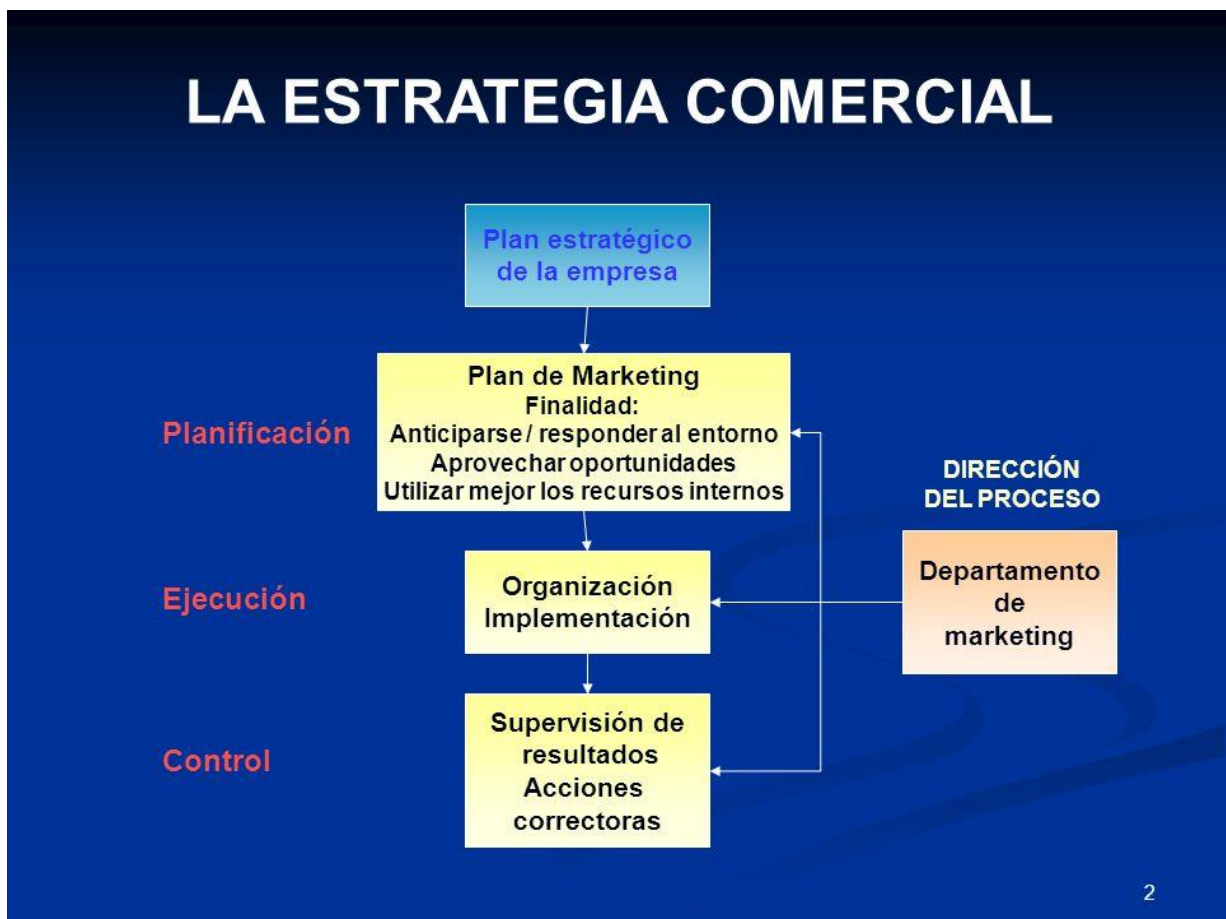 LA ESTRATEGIA COMERCIAL
Plan estratégico
de la empresa
Planificación
Plan de Marketing
Finalidad:
Anticiparse / responder al entorno
Aprovechar oportunidades
Utilizar mejor los recursos internos
DIRECCIÓN
DEL PROCESO
Ejecución
Organización
Implementación
Departamento
de
marketing
Control
Supervisión de
resultados
Acciones
correctoras
2